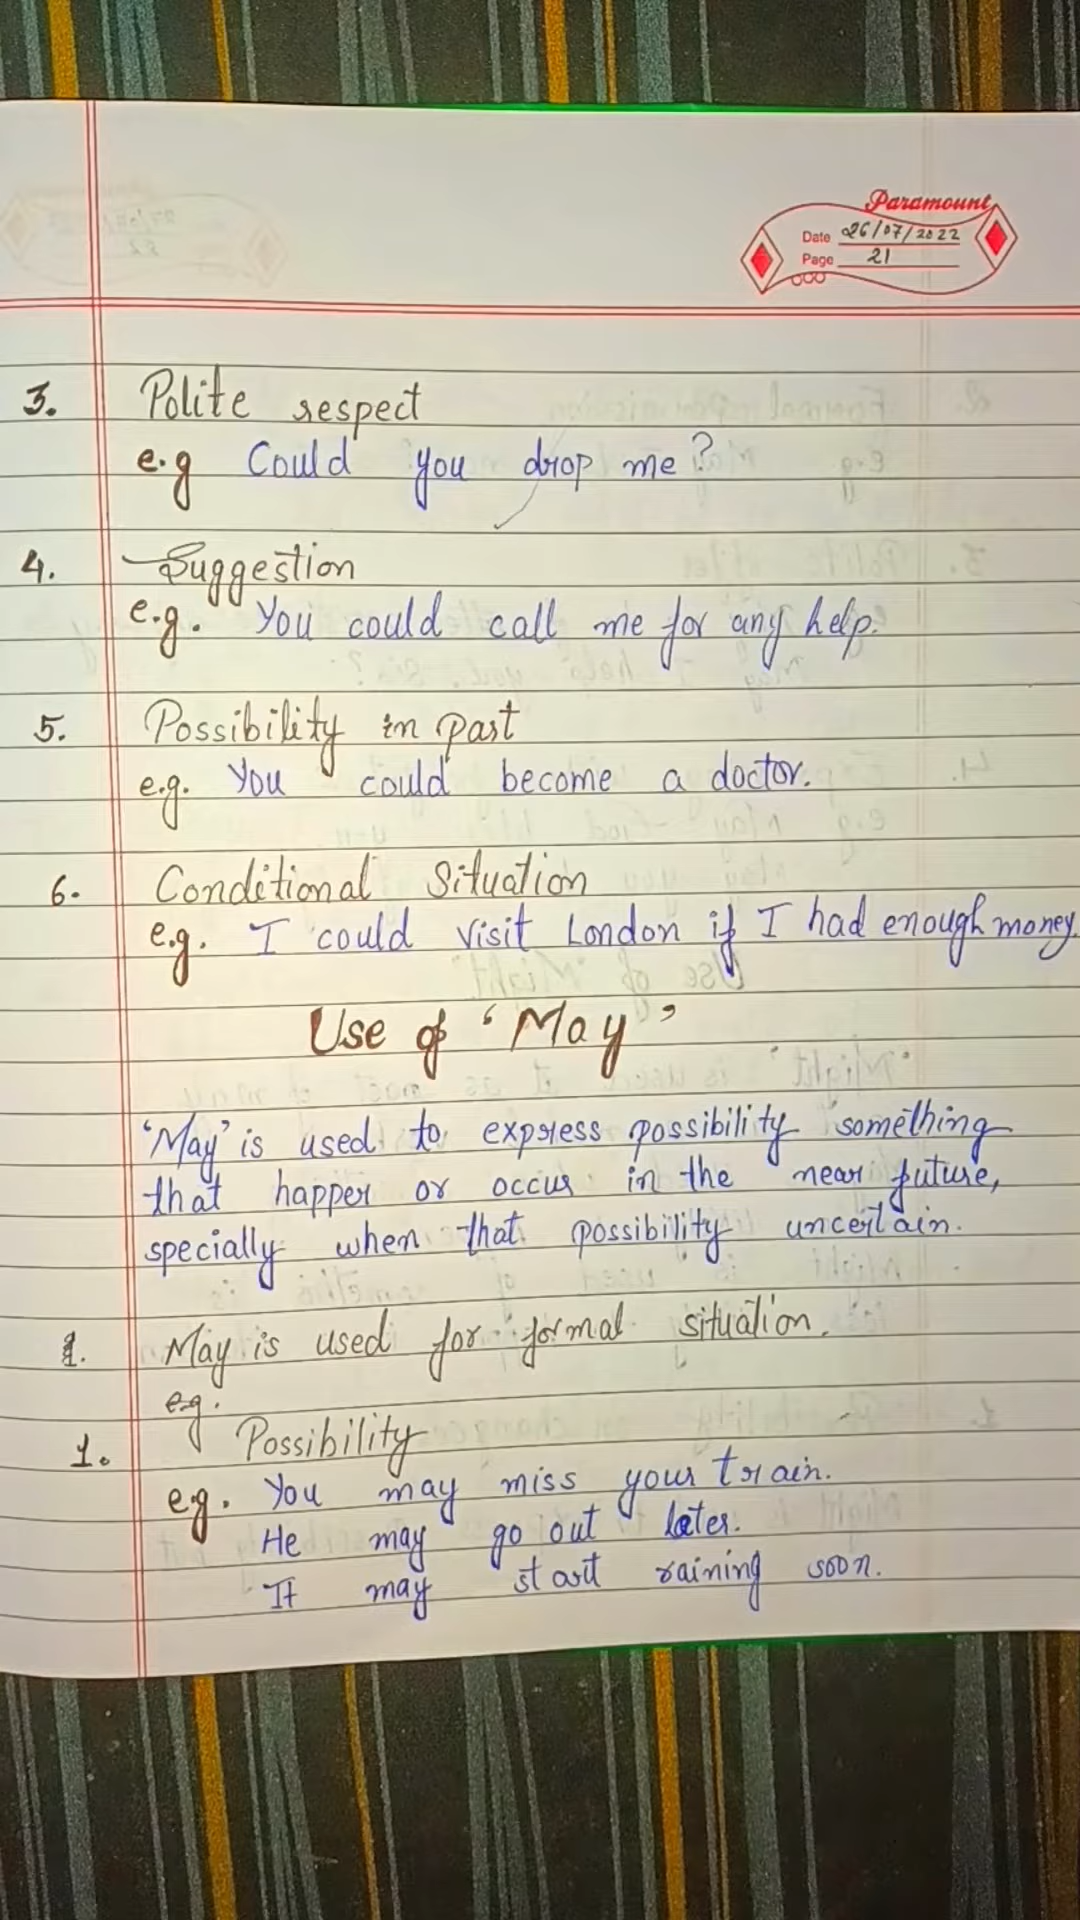 Paramount
Date 26/07/2022
Page 21
3. Polite respect
e.g Could you drop me?
4. Suggestion
e.g. You could call me for any help.
5. Possibility in past
e.g. You could become a doctor.
6. Conditional Situation
e.g. I could visit London if I had enough money.
Use of 'May'
'May' is used to express possibility something
that happer or occur in the near future,
specially when that possibility uncertain.
1. May is used for formal situation.
e.g.
1. Possibility
eg. You may miss your train.
He may go out later.
It may start raining soon.